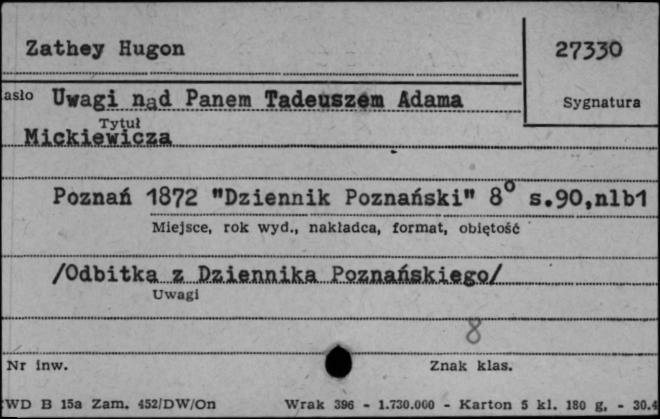 Zathey Hugon
27330
asło Uwagi nad Panem Tadeuszem Adama
Sygnatura
Tytuł
Mickiewicza
Poznań 1872 "Dziennik Poznański" 8° s.90,nlb1
Miejsce, rok wyd., nakładca, format, objętość
/Odbitka z Dziennika Poznańskiego/
Uwagi
8
Nr inw.
Znak klas.
WD B 15a Zam. 452/DW/On Wrak 396 - 1.730.000 - Karton 5 kl. 180 g, - 30.4